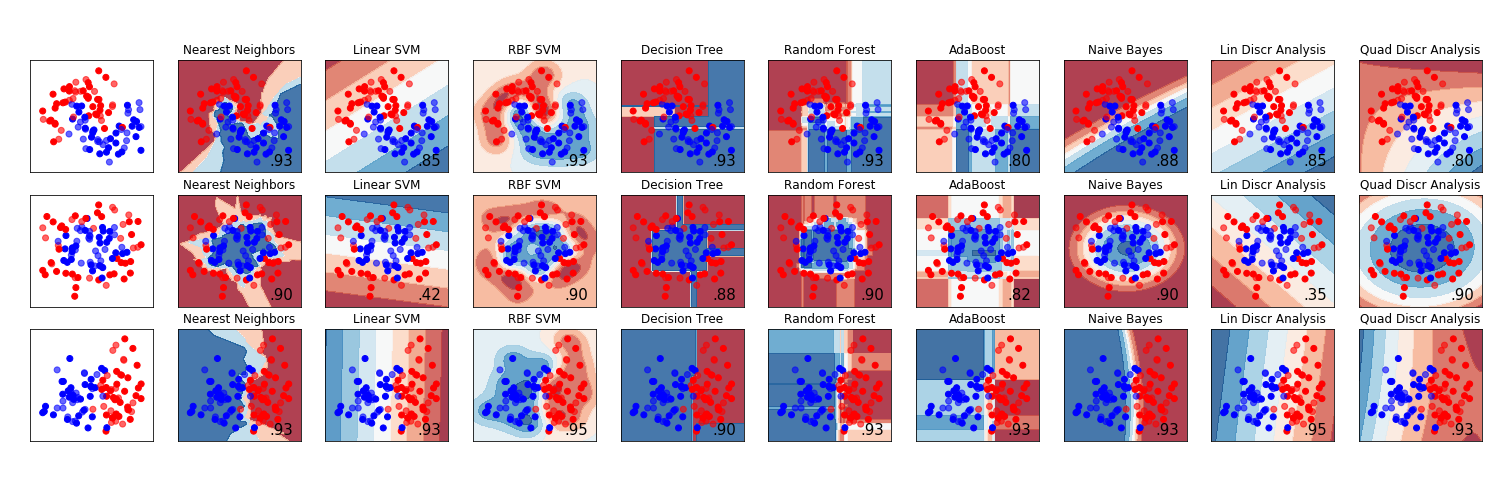 Nearest Neighbors Linear SVM RBF SVM Decision Tree Random Forest AdaBoost Naive Bayes Lin Discr Analysis Quad Discr Analysis
.93 .85 .93 .93 .93 .80 .88 .85 .80
Nearest Neighbors Linear SVM RBF SVM Decision Tree Random Forest AdaBoost Naive Bayes Lin Discr Analysis Quad Discr Analysis
.90 .42 .90 .88 .90 .82 .90 .35 .90
Nearest Neighbors Linear SVM RBF SVM Decision Tree Random Forest AdaBoost Naive Bayes Lin Discr Analysis Quad Discr Analysis
.93 .93 .95 .90 .93 .93 .93 .95 .93